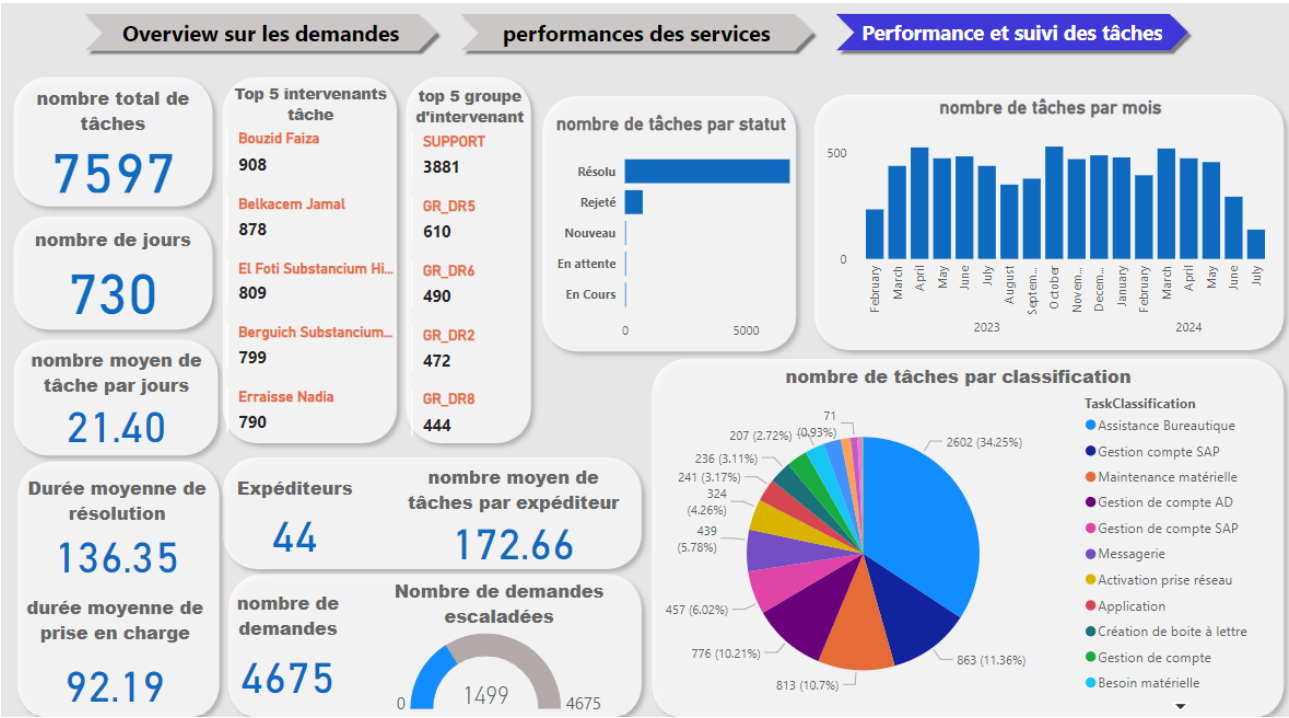 Overview sur les demandes
performances des services
Performance et suivi des tâches
nombre total de
tâches
7597
nombre de jours
730
nombre moyen de
tâche par jours
21.40
Durée moyenne de
résolution
136.35
durée moyenne de
prise en charge
92.19
Top 5 intervenants
tâche
Bouzid Faiza
908
Belkacem Jamal
878
El Foti Substancium Hi...
809
Berguich Substancium...
799
Erraisse Nadia
790
top 5 groupe
d'intervenant
SUPPORT
3881
GR_DR5
610
GR_DR6
490
GR_DR2
472
GR_DR8
444
Expéditeurs
44
nombre moyen de
tâches par expéditeur
172.66
nombre de
demandes
4675
Nombre de demandes
escaladées
0
1499
4675
nombre de tâches par statut
Résolu
Rejeté
Nouveau
En attente
En Cours
0
5000
nombre de tâches par mois
500
0
February
March
April
May
June
July
August
Septem...
October
Novem...
Decem...
January
February
March
April
May
June
July
2023
2024
nombre de tâches par classification
2602 (34.25%)
863 (11.36%)
813 (10.7%)
776 (10.21%)
457 (6.02%)
439
(5.78%)
324
(4.26%)
241 (3.17%)
236 (3.11%)
207 (2.72%)
71
(0.93%)
TaskClassification
Assistance Bureautique
Gestion compte SAP
Maintenance matérielle
Gestion de compte AD
Gestion de compte SAP
Messagerie
Activation prise réseau
Application
Création de boite à lettre
Gestion de compte
Besoin matérielle